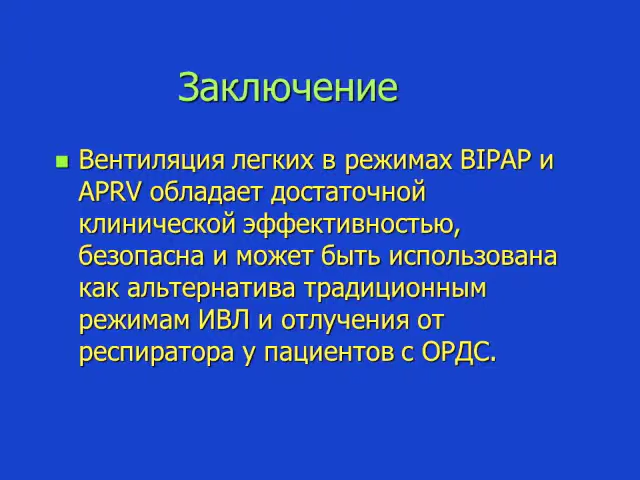 Заключение
Вентиляция легких в режимах BIPAP и
APRV обладает достаточной
клинической эффективностью,
безопасна и может быть использована
как альтернатива традиционным
режимам ИВЛ и отлучения от
респиратора у пациентов с ОРДС.